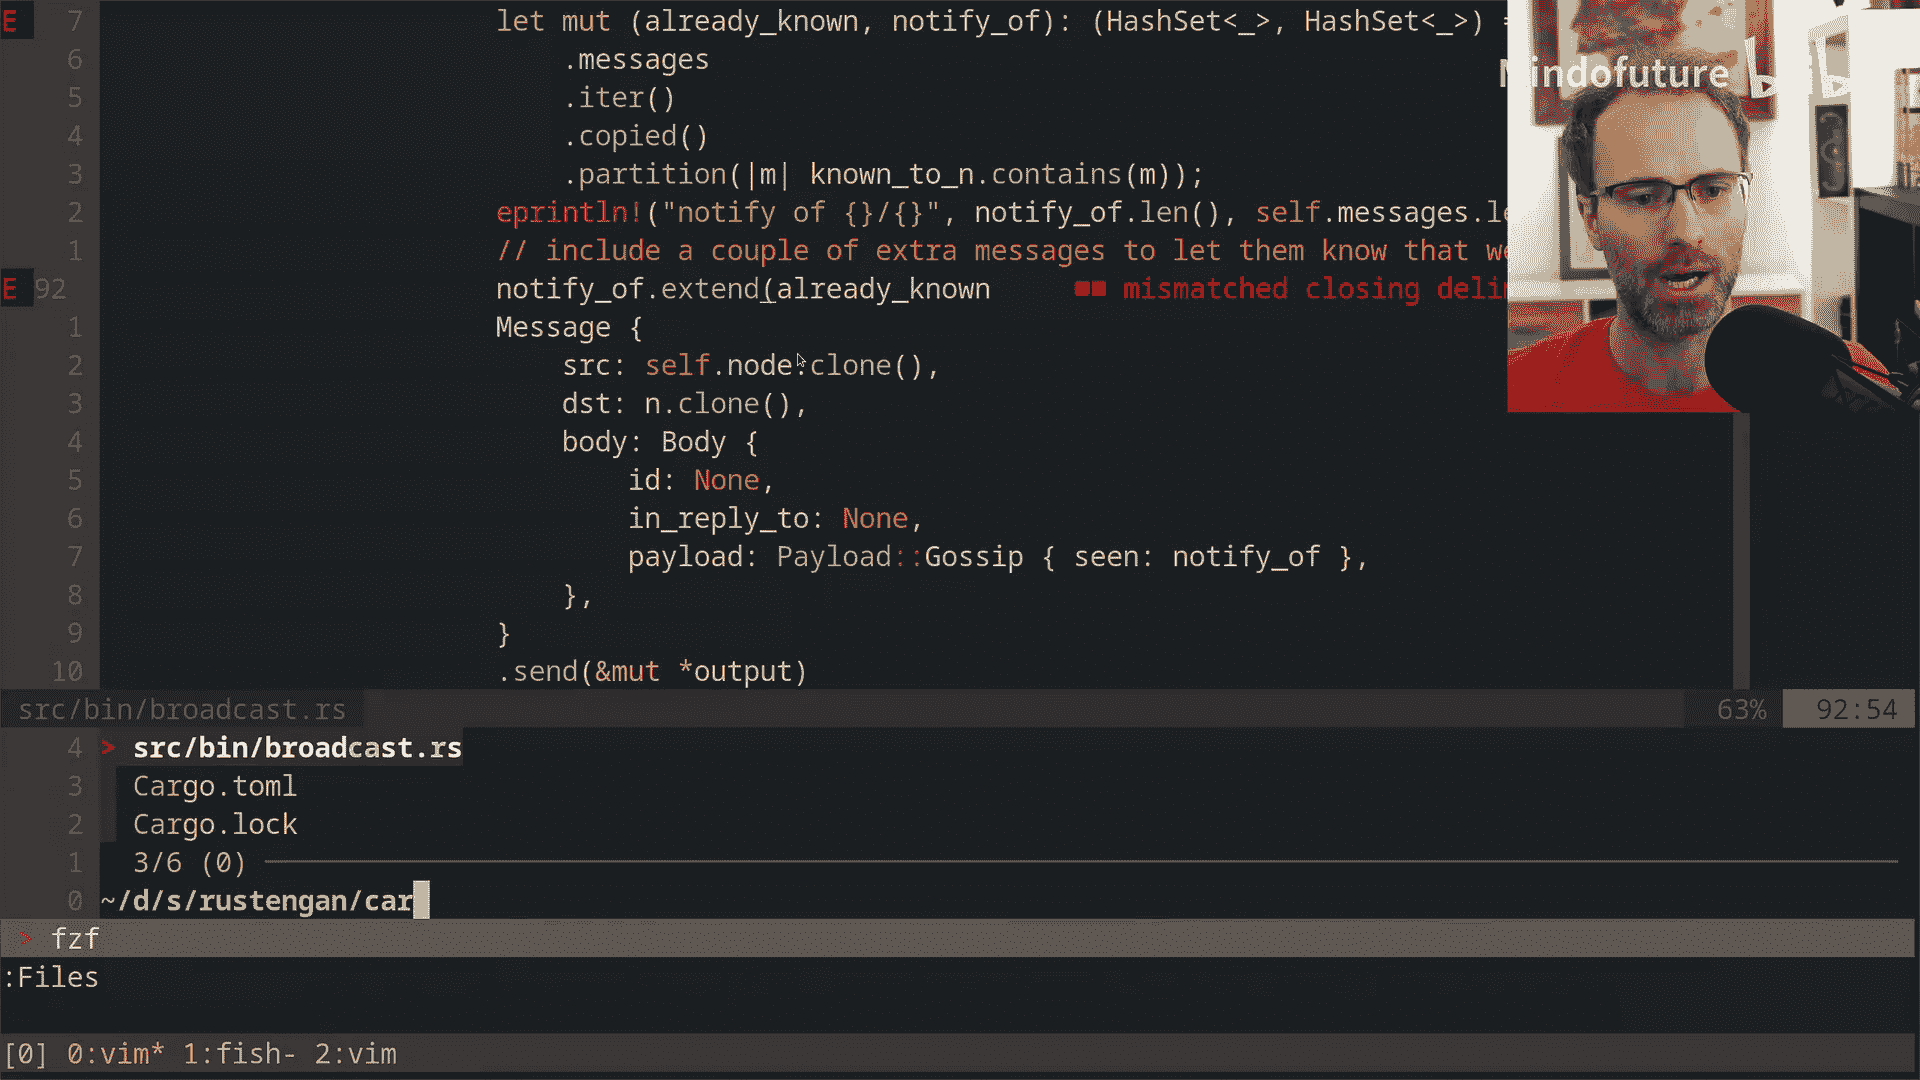 E 7 let mut (already_known, notify_of): (HashSet<_>, HashSet<_>) =
6 .messages
5 .iter()
4 .copied()
3 .partition(|m| known_to_n.contains(m));
2 eprintln!("notify of {}/{}", notify_of.len(), self.messages.le
1 // include a couple of extra messages to let them know that we
E 92 notify_of.extend(already_known ■■ mismatched closing delim
1 Message {
2 src: self.node.clone(),
3 dst: n.clone(),
4 body: Body {
5 id: None,
6 in_reply_to: None,
7 payload: Payload::Gossip { seen: notify_of },
8 },
9 }
10 .send(&mut *output)
src/bin/broadcast.rs 63% 92:54
4 > src/bin/broadcast.rs
3 Cargo.toml
2 Cargo.lock
1 3/6 (0)
0 ~/d/s/rustengan/car
> fzf
:Files
[0] 0:vim* 1:fish- 2:vim
Mindofuture